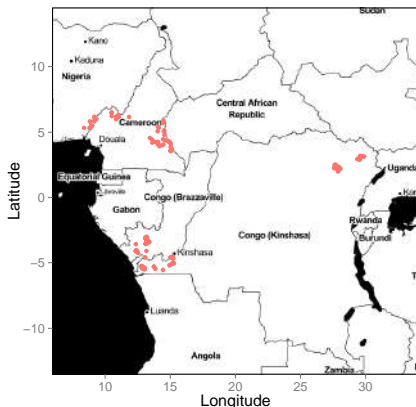 Sudan
Kano
Kaduna
Nigeria
Central African
Republic
Cameroon
Douala
Equatorial Guinea
Libreville
Gabon
Congo (Brazzaville)
Uganda
Rwanda
Burundi
Congo (Kinshasa)
Kinshasa
Luanda
Angola
Zambia
10
5
0
−5
−10
10
15
20
25
30
Latitude
Longitude